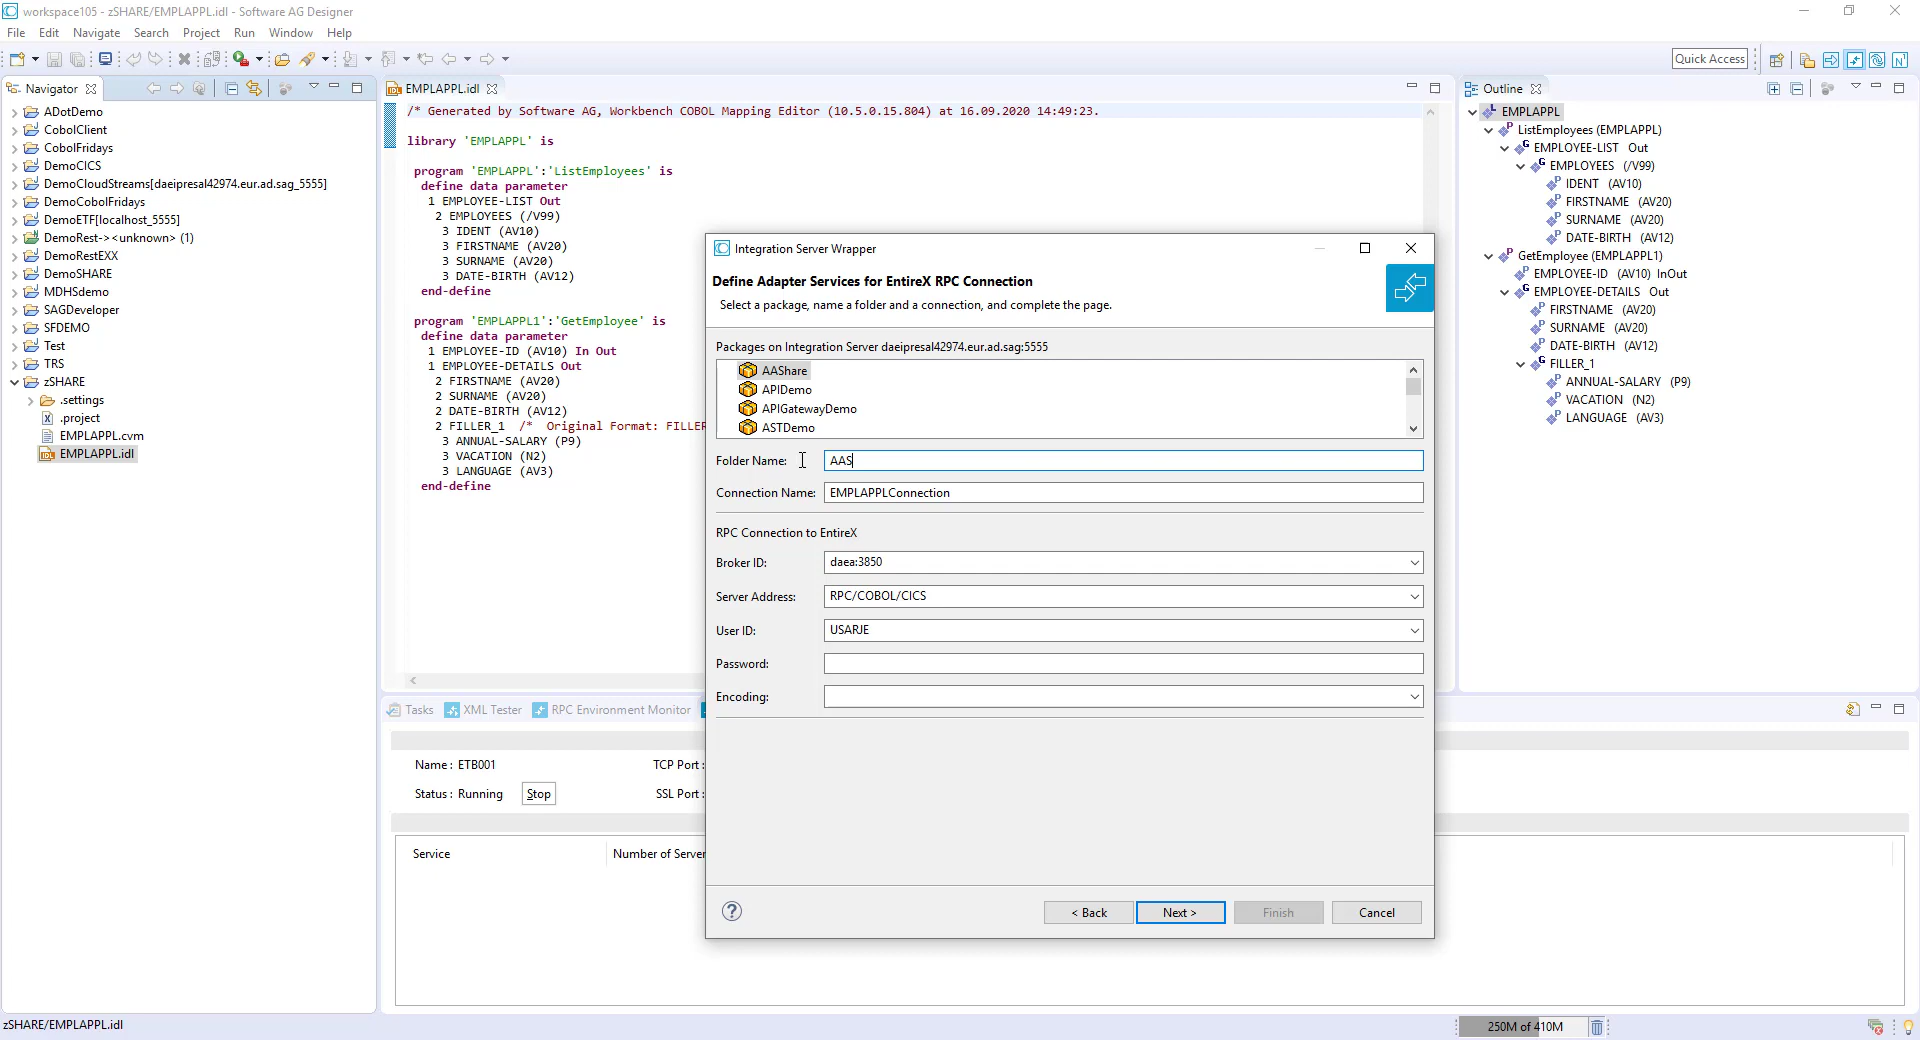 workspace105 - zSHARE/EMPLAPPL.idl - Software AG Designer
File Edit Navigate Search Project Run Window Help
Quick Access
Navigator
ADotDemo
CobolClient
CobolFridays
DemoCICS
DemoCloudStreams[daeipresal42974.eur.ad.sag_5555]
DemoCobolFridays
DemoETF[localhost_5555]
DemoRest-><unknown> (1)
DemoRestEXX
DemoSHARE
MDHSdemo
SAGDeveloper
SFDEMO
Test
TRS
zSHARE
.settings
.project
EMPLAPPL.cvm
EMPLAPPL.idl
EMPLAPPL.idl
/* Generated by Software AG, Workbench COBOL Mapping Editor (10.5.0.15.804) at 16.09.2020 14:49:23.
library 'EMPLAPPL' is
program 'EMPLAPPL':'ListEmployees' is
define data parameter
1 EMPLOYEE-LIST Out
2 EMPLOYEES (/V99)
3 IDENT (AV10)
3 FIRSTNAME (AV20)
3 SURNAME (AV20)
3 DATE-BIRTH (AV12)
end-define
program 'EMPLAPPL1':'GetEmployee' is
define data parameter
1 EMPLOYEE-ID (AV10) In Out
1 EMPLOYEE-DETAILS Out
2 FIRSTNAME (AV20)
2 SURNAME (AV20)
2 DATE-BIRTH (AV12)
2 FILLER_1 /* Original Format: FILLER
3 ANNUAL-SALARY (P9)
3 VACATION (N2)
3 LANGUAGE (AV3)
end-define
Integration Server Wrapper
Define Adapter Services for EntireX RPC Connection
Select a package, name a folder and a connection, and complete the page.
Packages on Integration Server daeipresal42974.eur.ad.sag:5555
AAShare
APIDemo
APIGatewayDemo
ASTDemo
Folder Name: AAS
Connection Name: EMPLAPPLConnection
RPC Connection to EntireX
Broker ID: daea:3850
Server Address: RPC/COBOL/CICS
User ID: USARJE
Password:
Encoding:
< Back Next > Finish Cancel
Outline
EMPLAPPL
ListEmployees (EMPLAPPL)
EMPLOYEE-LIST Out
EMPLOYEES (/V99)
IDENT (AV10)
FIRSTNAME (AV20)
SURNAME (AV20)
DATE-BIRTH (AV12)
GetEmployee (EMPLAPPL1)
EMPLOYEE-ID (AV10) InOut
EMPLOYEE-DETAILS Out
FIRSTNAME (AV20)
SURNAME (AV20)
DATE-BIRTH (AV12)
FILLER_1
ANNUAL-SALARY (P9)
VACATION (N2)
LANGUAGE (AV3)
Tasks XML Tester RPC Environment Monitor
Name : ETB001 TCP Port :
Status : Running Stop SSL Port :
Service Number of Server
zSHARE/EMPLAPPL.idl
250M of 410M